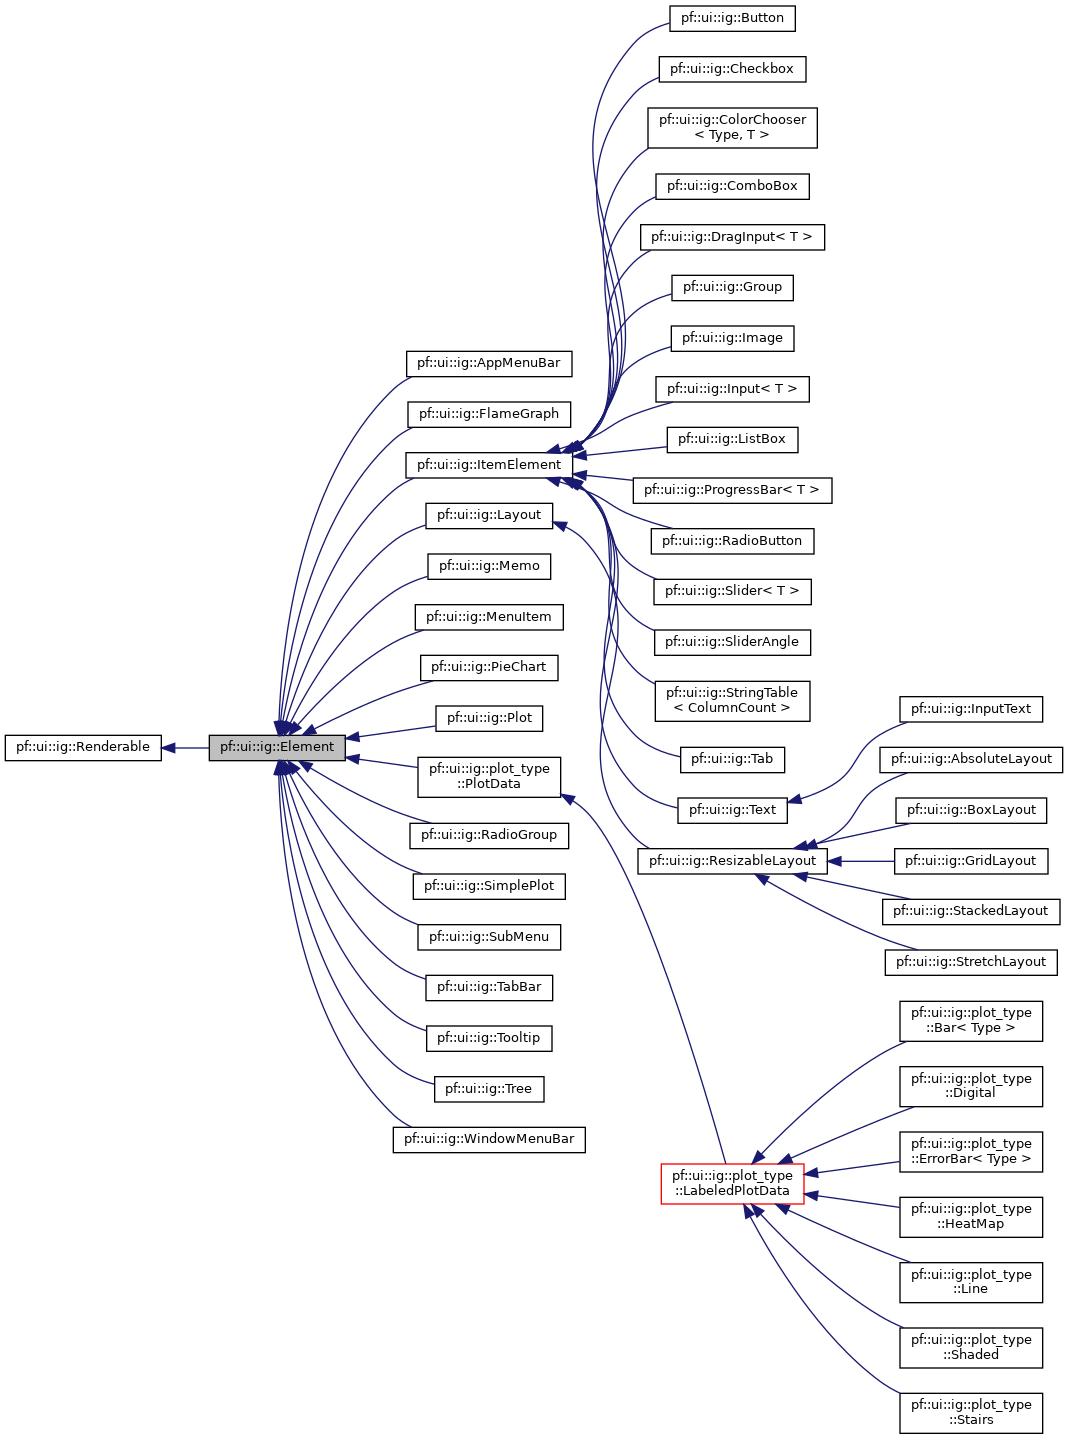 pf::ui::ig::Renderable
pf::ui::ig::Element
pf::ui::ig::AppMenuBar
pf::ui::ig::FlameGraph
pf::ui::ig::ItemElement
pf::ui::ig::Layout
pf::ui::ig::Memo
pf::ui::ig::MenuItem
pf::ui::ig::PieChart
pf::ui::ig::Plot
pf::ui::ig::plot_type
::PlotData
pf::ui::ig::RadioGroup
pf::ui::ig::SimplePlot
pf::ui::ig::SubMenu
pf::ui::ig::TabBar
pf::ui::ig::Tooltip
pf::ui::ig::Tree
pf::ui::ig::WindowMenuBar
pf::ui::ig::Button
pf::ui::ig::Checkbox
pf::ui::ig::ColorChooser
< Type, T >
pf::ui::ig::ComboBox
pf::ui::ig::DragInput< T >
pf::ui::ig::Group
pf::ui::ig::Image
pf::ui::ig::Input< T >
pf::ui::ig::ListBox
pf::ui::ig::ProgressBar< T >
pf::ui::ig::RadioButton
pf::ui::ig::Slider< T >
pf::ui::ig::SliderAngle
pf::ui::ig::StringTable
< ColumnCount >
pf::ui::ig::Tab
pf::ui::ig::Text
pf::ui::ig::ResizableLayout
pf::ui::ig::plot_type
::LabeledPlotData
pf::ui::ig::InputText
pf::ui::ig::AbsoluteLayout
pf::ui::ig::BoxLayout
pf::ui::ig::GridLayout
pf::ui::ig::StackedLayout
pf::ui::ig::StretchLayout
pf::ui::ig::plot_type
::Bar< Type >
pf::ui::ig::plot_type
::Digital
pf::ui::ig::plot_type
::ErrorBar< Type >
pf::ui::ig::plot_type
::HeatMap
pf::ui::ig::plot_type
::Line
pf::ui::ig::plot_type
::Shaded
pf::ui::ig::plot_type
::Stairs